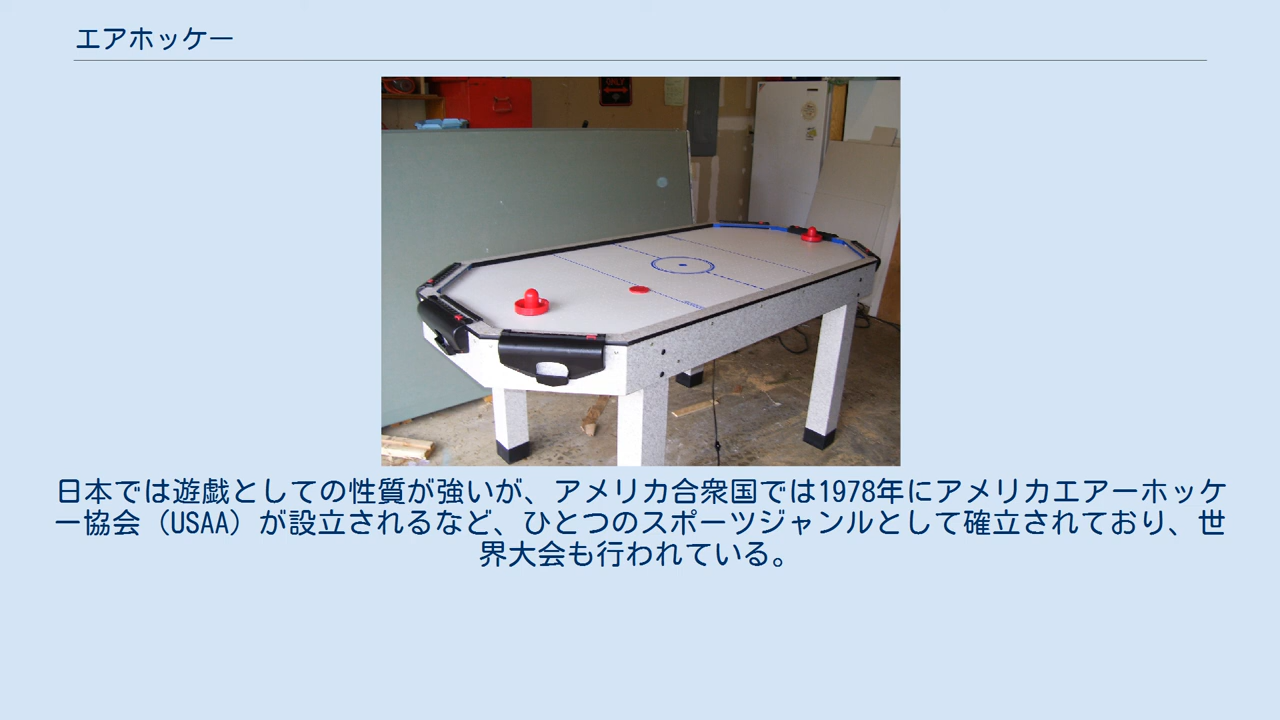 エアホッケー
日本では遊戯としての性質が強いが、アメリカ合衆国では1978年にアメリカエアーホッケ
ー協会（USAA）が設立されるなど、ひとつのスポーツジャンルとして確立されており、世
界大会も行われている。